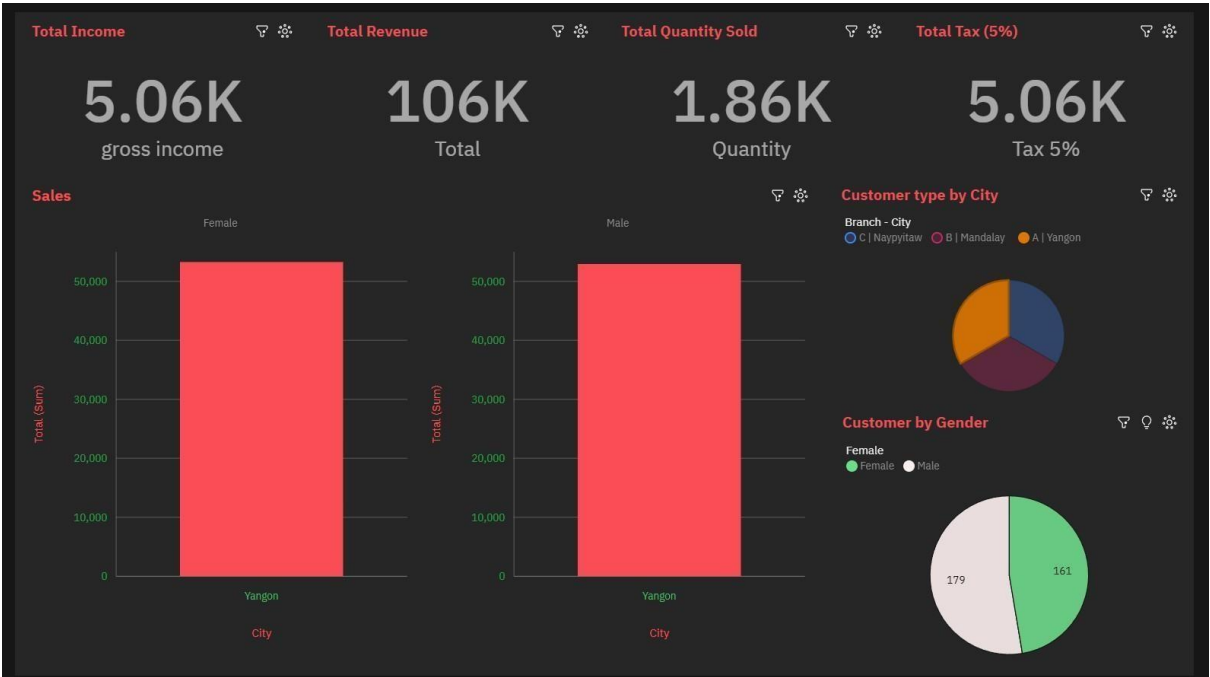 Total Income
5.06K
gross income
Total Revenue
106K
Total
Total Quantity Sold
1.86K
Quantity
Total Tax (5%)
5.06K
Tax 5%
Sales
Female
Total (Sum)
50,000
40,000
30,000
20,000
10,000
0
Yangon
City
Male
Total (Sum)
50,000
40,000
30,000
20,000
10,000
0
Yangon
City
Customer type by City
Branch - City
C | Naypyitaw B | Mandalay A | Yangon
Customer by Gender
Female
Female Male
179
161